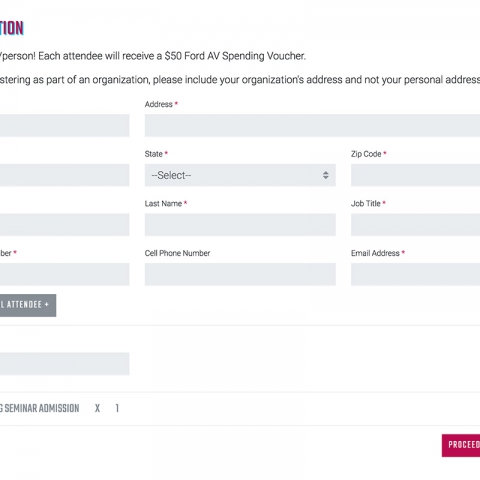 TION
/person! Each attendee will receive a $50 Ford AV Spending Voucher.
stering as part of an organization, please include your organization's address and not your personal address
Address *
State * Zip Code *
--Select--
Last Name * Job Title *
ber * Cell Phone Number Email Address *
L ATTENDEE +
G SEMINAR ADMISSION X 1
PROCEED